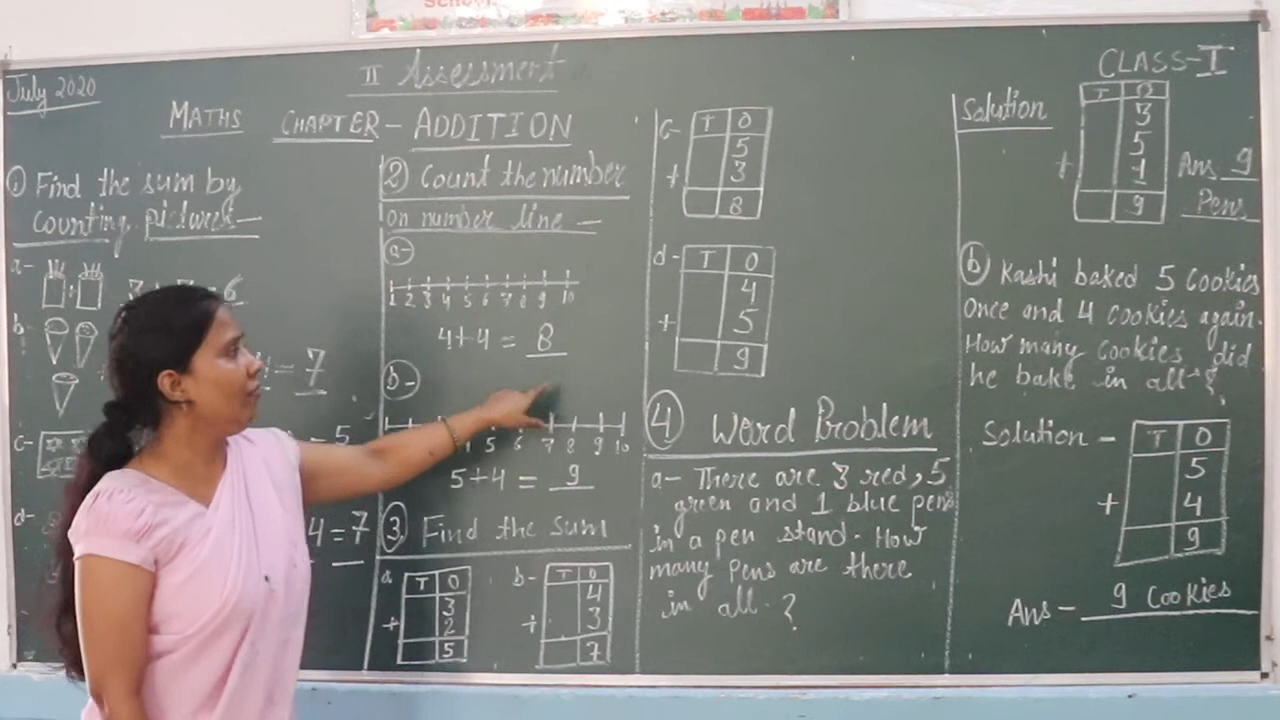 School
July 2020
II Assessment
CLASS-I
MATHS CHAPTER - ADDITION
① Find the sum by
counting pictures—
a-
= 6
b-
= 7
c-
= 5
d-
4 = 7
② Count the number
on number line —
a-
1 2 3 4 5 6 7 8 9 10
4+4 = 8
b-
4 5 6 7 8 9 10
5+4 = 9
③ Find the sum
a
T O
3
+ 2
5
b-
T O
4
+ 3
7
c-
T O
5
+ 3
8
d-
T O
4
+ 5
9
④ Word Problem
a- There are 3 red, 5
green and 1 blue pens
in a pen stand. How
many pens are there
in all. ?
Solution
T O
3
5
+ 1
9
Ans 9
Pens
ⓑ Kashi baked 5 Cookies
Once and 4 cookies again.
How many cookies did
he bake in all ?
Solution -
T O
5
+ 4
9
Ans - 9 Cookies